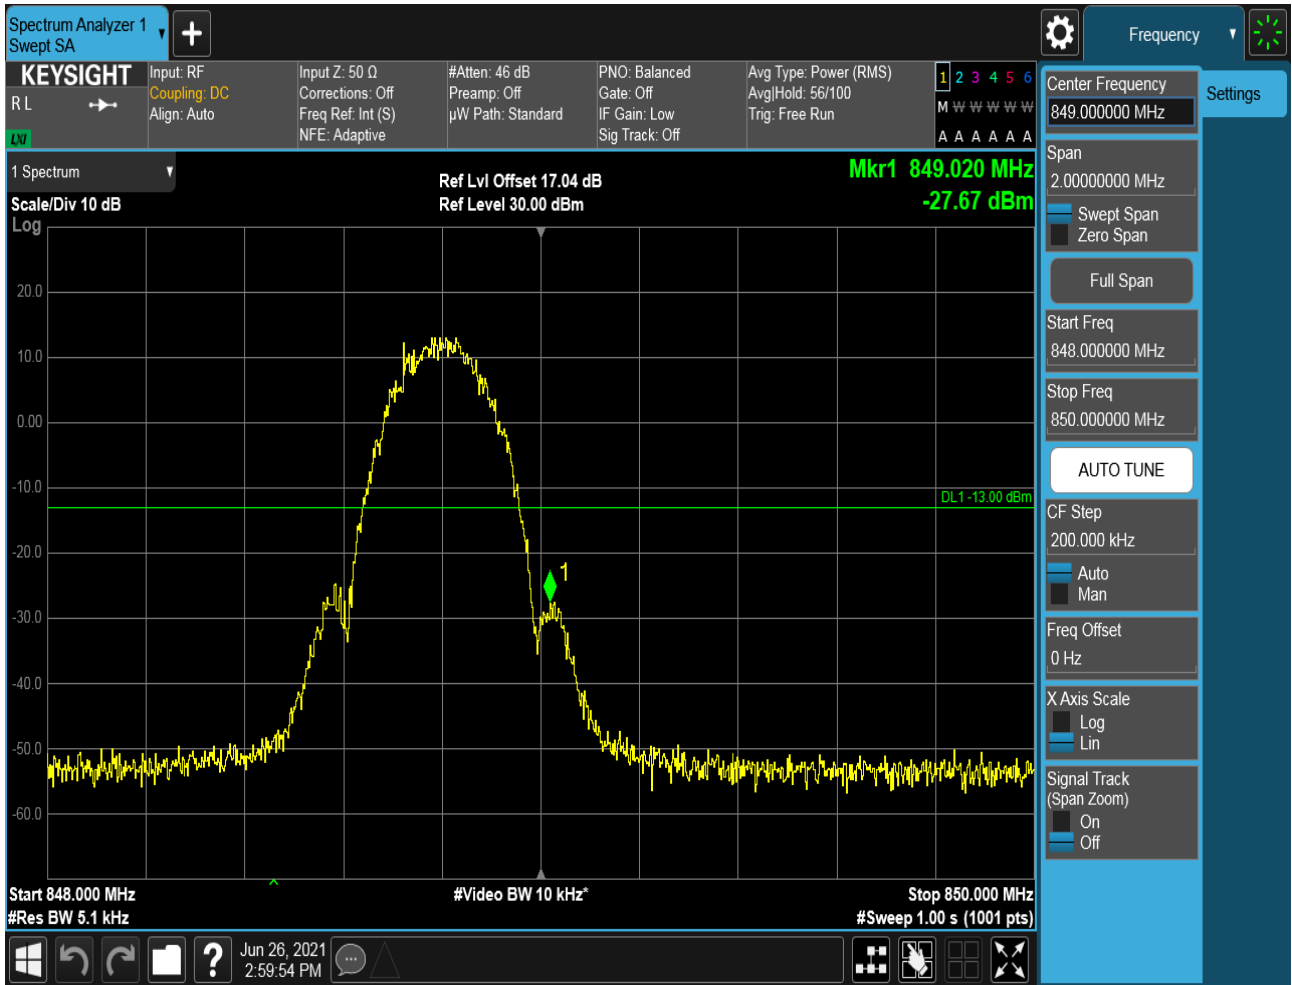 Spectrum Analyzer 1
Swept SA
Frequency
KEYSIGHT
R L
LXI
Input: RF
Coupling: DC
Align: Auto
Input Z: 50 Ω
Corrections: Off
Freq Ref: Int (S)
NFE: Adaptive
#Atten: 46 dB
Preamp: Off
µW Path: Standard
PNO: Balanced
Gate: Off
IF Gain: Low
Sig Track: Off
Avg Type: Power (RMS)
Avg|Hold: 56/100
Trig: Free Run
1 2 3 4 5 6
M W W W W W
A A A A A A
1 Spectrum
Scale/Div 10 dB
Log
Ref Lvl Offset 17.04 dB
Ref Level 30.00 dBm
Mkr1 849.020 MHz
-27.67 dBm
20.0
10.0
0.00
-10.0
-20.0
-30.0
-40.0
-50.0
-60.0
DL1 -13.00 dBm
1
Start 848.000 MHz
#Res BW 5.1 kHz
#Video BW 10 kHz*
Stop 850.000 MHz
#Sweep 1.00 s (1001 pts)
Center Frequency
849.000000 MHz
Settings
Span
2.00000000 MHz
Swept Span
Zero Span
Full Span
Start Freq
848.000000 MHz
Stop Freq
850.000000 MHz
AUTO TUNE
CF Step
200.000 kHz
Auto
Man
Freq Offset
0 Hz
X Axis Scale
Log
Lin
Signal Track
(Span Zoom)
On
Off
?
Jun 26, 2021
2:59:54 PM